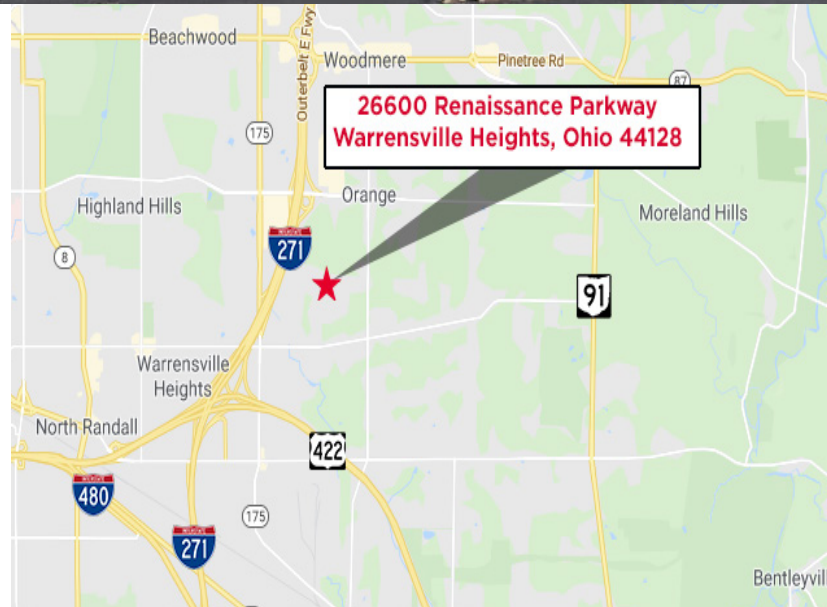 Beachwood
Outerbelt E Fwy
Woodmere
Pinetree Rd
87
26600 Renaissance Parkway
Warrensville Heights, Ohio 44128
175
Highland Hills
Orange
Moreland Hills
271
8
91
Warrensville
Heights
North Randall
422
480
175
271
Bentleyvil